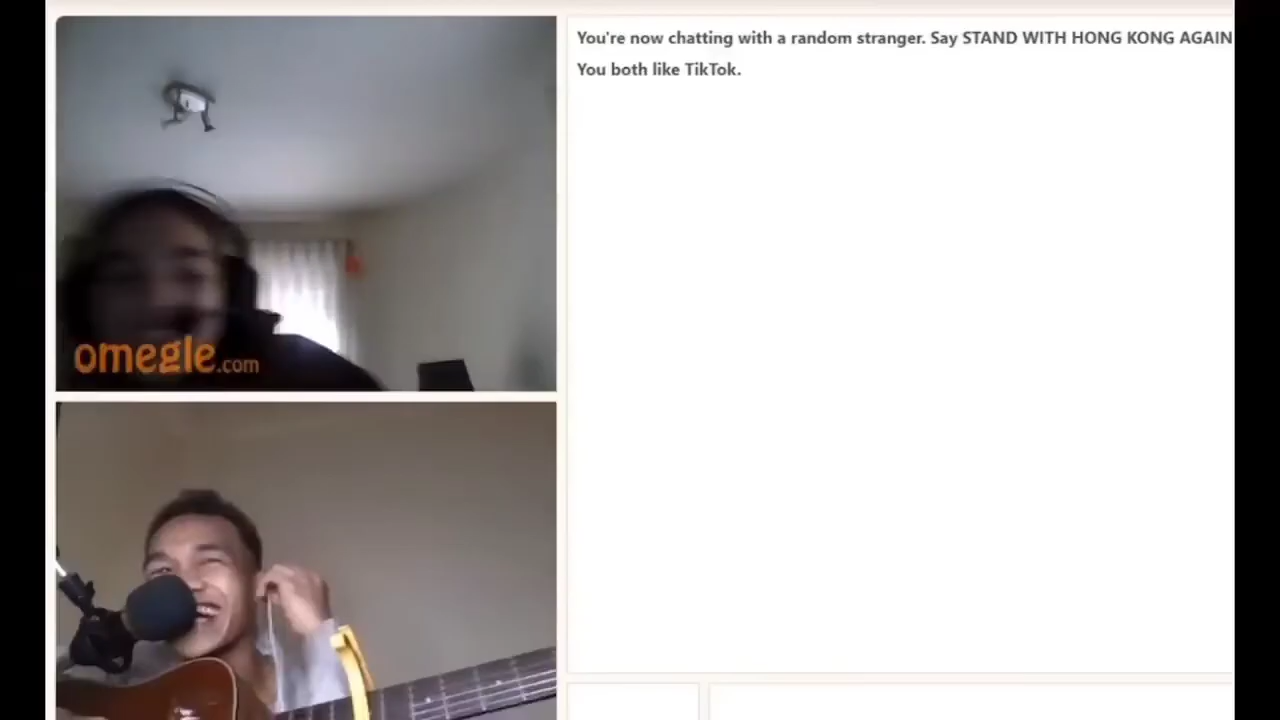 You're now chatting with a random stranger. Say STAND WITH HONG KONG AGAIN
You both like TikTok.
omegle.com